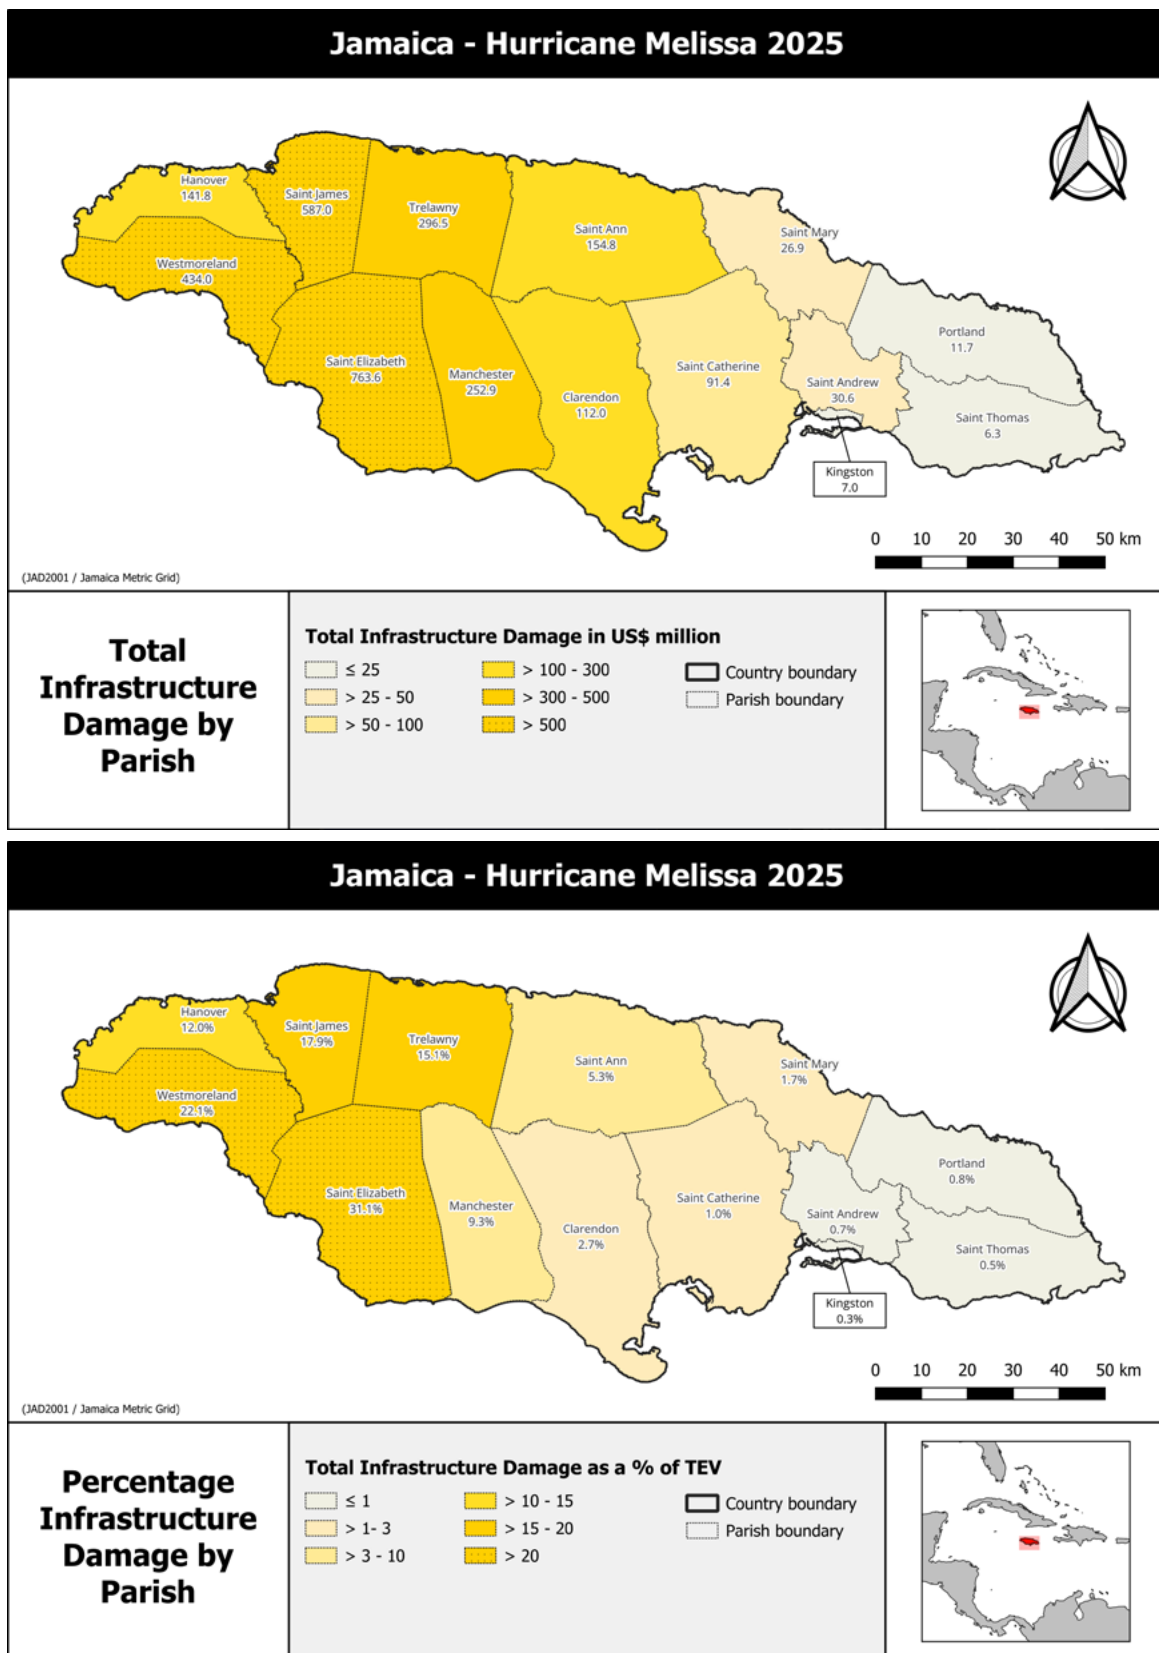 Jamaica - Hurricane Melissa 2025
Hanover
141.8
Saint James
587.0
Trelawny
296.5
Saint Ann
154.8
Saint Mary
26.9
Westmoreland
434.0
Portland
11.7
Saint Elizabeth
763.6
Manchester
252.9
Clarendon
112.0
Saint Catherine
91.4
Saint Andrew
30.6
Saint Thomas
6.3
Kingston
7.0
0 10 20 30 40 50 km
(JAD2001 / Jamaica Metric Grid)
Total
Infrastructure
Damage by
Parish
Total Infrastructure Damage in US$ million
≤ 25
> 25 - 50
> 50 - 100
> 100 - 300
> 300 - 500
> 500
Country boundary
Parish boundary
Jamaica - Hurricane Melissa 2025
Hanover
12.0%
Saint James
17.9%
Trelawny
15.1%
Saint Ann
5.3%
Saint Mary
1.7%
Westmoreland
22.1%
Portland
0.8%
Saint Elizabeth
31.1%
Manchester
9.3%
Clarendon
2.7%
Saint Catherine
1.0%
Saint Andrew
0.7%
Saint Thomas
0.5%
Kingston
0.3%
0 10 20 30 40 50 km
(JAD2001 / Jamaica Metric Grid)
Percentage
Infrastructure
Damage by
Parish
Total Infrastructure Damage as a % of TEV
≤ 1
> 1- 3
> 3 - 10
> 10 - 15
> 15 - 20
> 20
Country boundary
Parish boundary